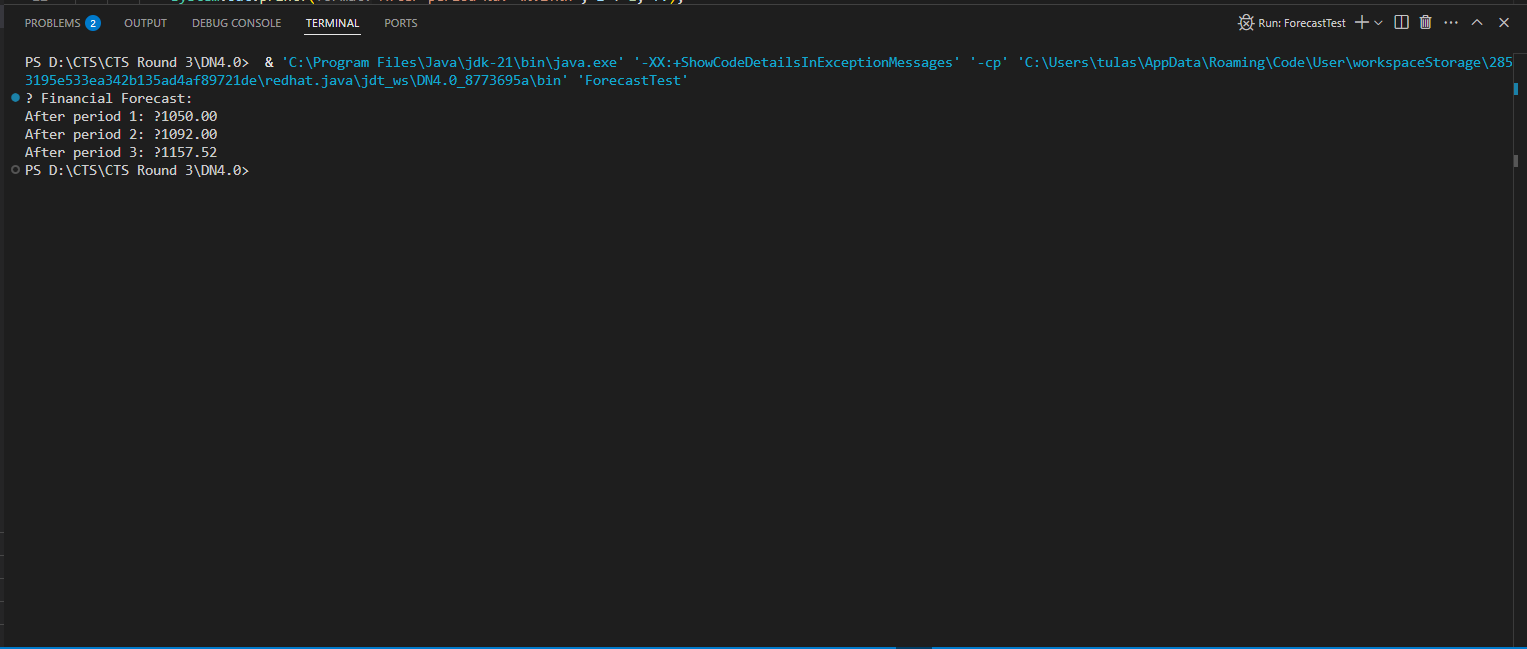 PROBLEMS 2 OUTPUT DEBUG CONSOLE TERMINAL PORTS Run: ForecastTest
PS D:\CTS\CTS Round 3\DN4.0>  & 'C:\Program Files\Java\jdk-21\bin\java.exe' '-XX:+ShowCodeDetailsInExceptionMessages' '-cp' 'C:\Users\tulas\AppData\Roaming\Code\User\workspaceStorage\285
3195e533ea342b135ad4af89721de\redhat.java\jdt_ws\DN4.0_8773695a\bin' 'ForecastTest'
? Financial Forecast:
After period 1: ?1050.00
After period 2: ?1092.00
After period 3: ?1157.52
PS D:\CTS\CTS Round 3\DN4.0>